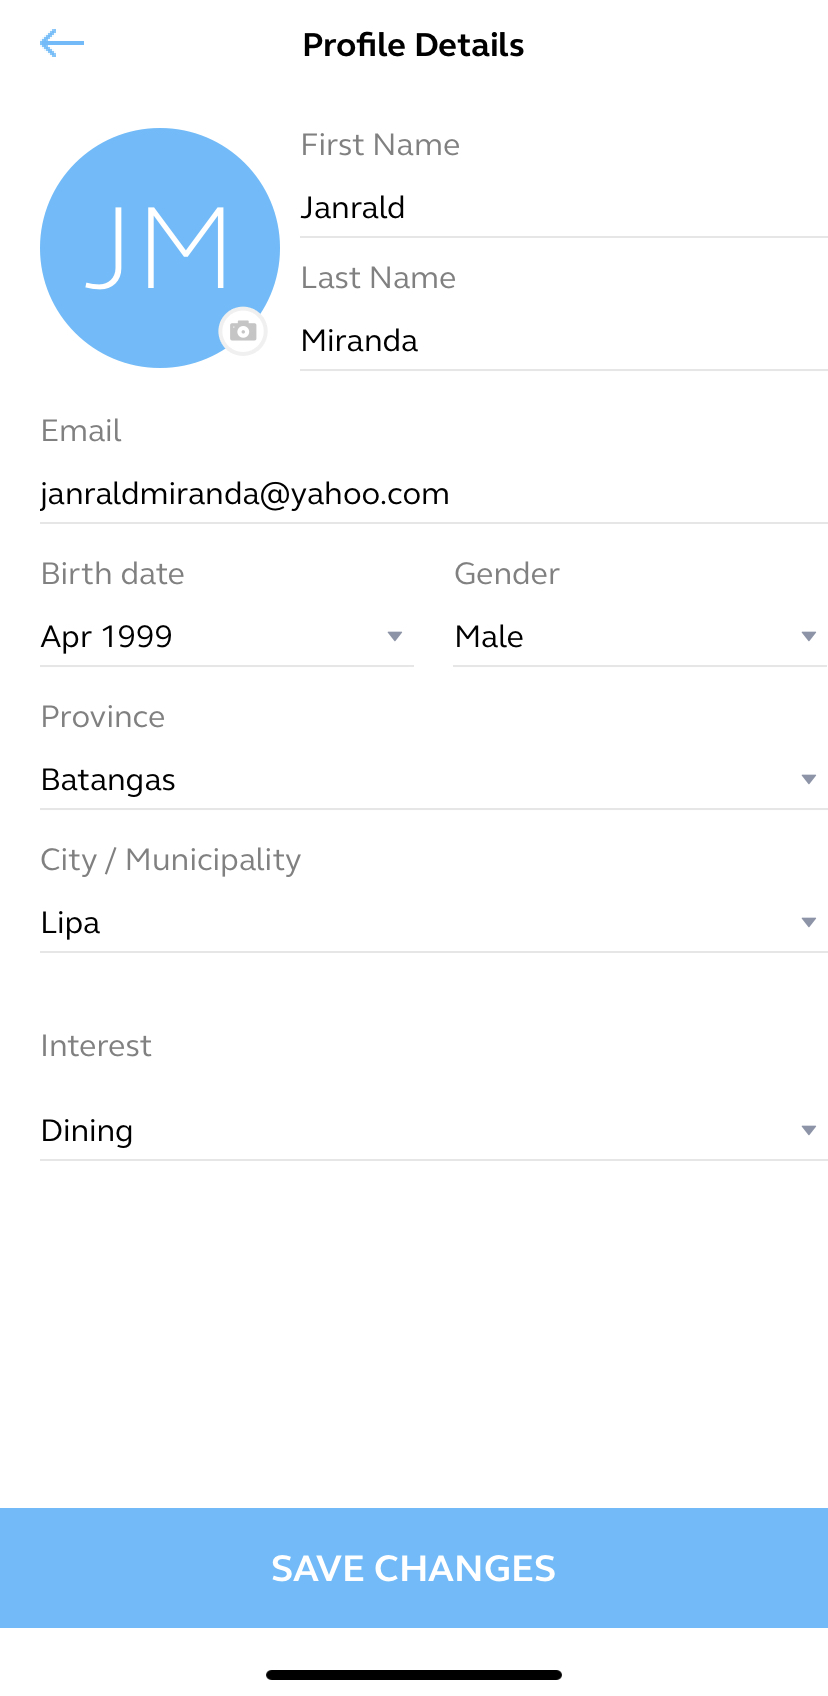 Profile Details
JM
First Name
Janrald
Last Name
Miranda
Email
janraldmiranda@yahoo.com
Birth date
Apr 1999
Gender
Male
Province
Batangas
City / Municipality
Lipa
Interest
Dining
SAVE CHANGES